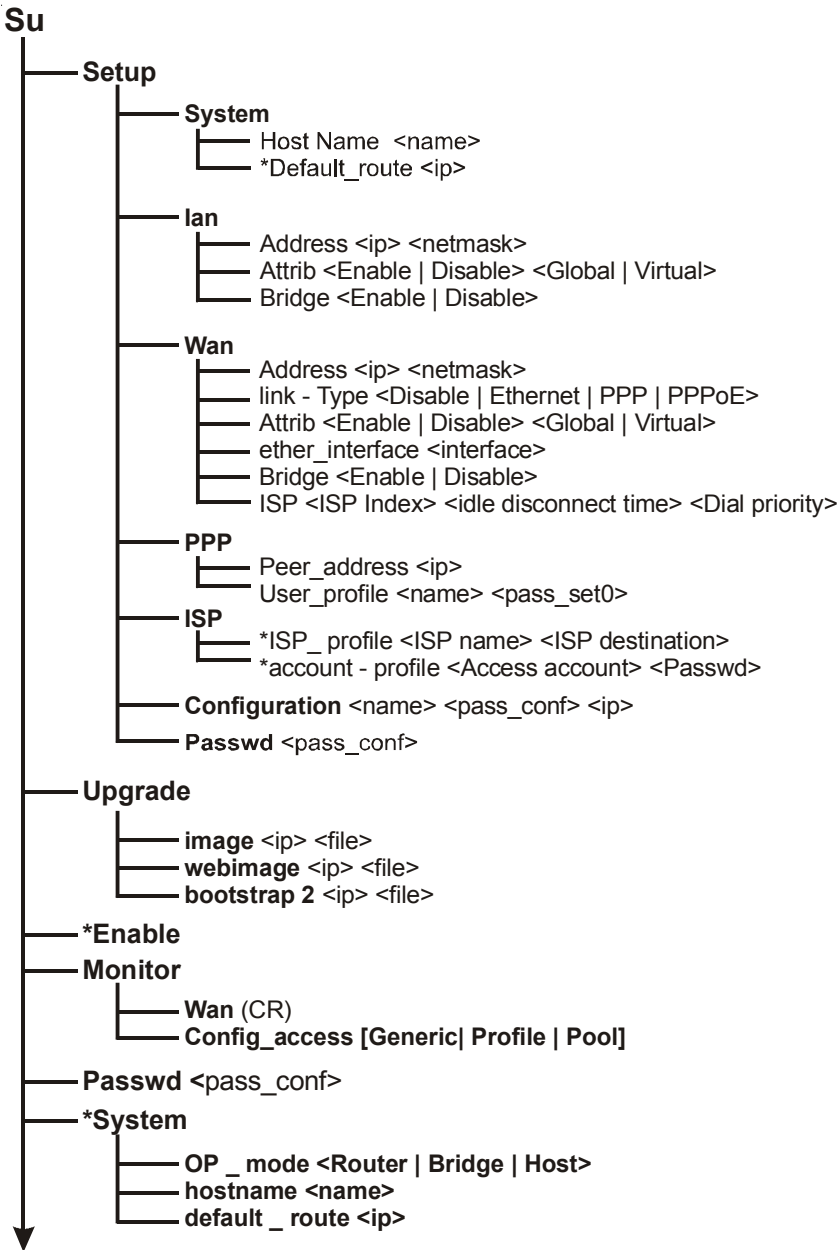 Su
Setup
System
Host Name <name>
*Default_route <ip>
lan
Address <ip> <netmask>
Attrib <Enable | Disable> <Global | Virtual>
Bridge <Enable | Disable>
Wan
Address <ip> <netmask>
link - Type <Disable | Ethernet | PPP | PPPoE>
Attrib <Enable | Disable> <Global | Virtual>
ether_interface <interface>
Bridge <Enable | Disable>
ISP <ISP Index> <idle disconnect time> <Dial priority>
PPP
Peer_address <ip>
User_profile <name> <pass_set0>
ISP
*ISP_ profile <ISP name> <ISP destination>
*account - profile <Access account> <Passwd>
Configuration <name> <pass_conf> <ip>
Passwd <pass_conf>
Upgrade
image <ip> <file>
webimage <ip> <file>
bootstrap 2 <ip> <file>
*Enable
Monitor
Wan (CR)
Config_access [Generic| Profile | Pool]
Passwd <pass_conf>
*System
OP _ mode <Router | Bridge | Host>
hostname <name>
default _ route <ip>